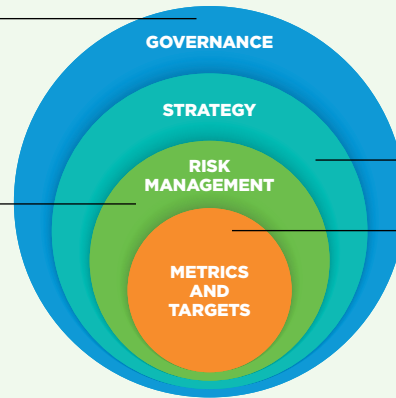 GOVERNANCE
STRATEGY
RISK
MANAGEMENT
METRICS
AND
TARGETS